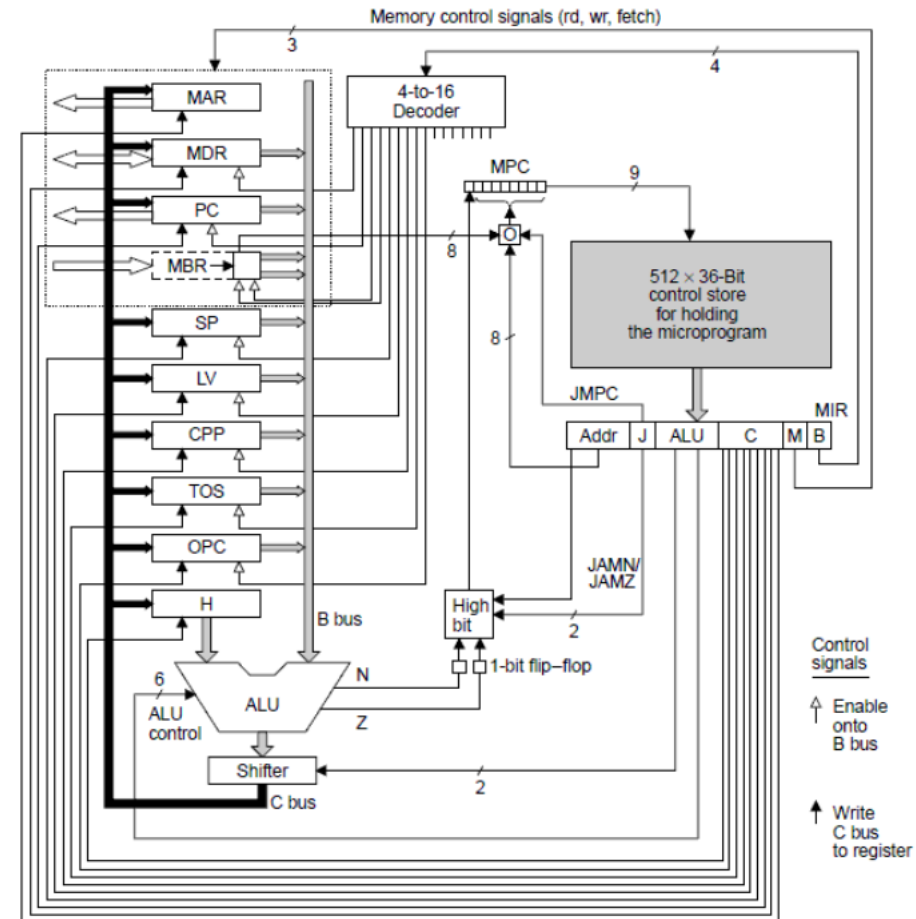 Memory control signals (rd, wr, fetch)
3
4
MAR
4-to-16
Decoder
MDR
MPC
9
PC
O
8
MBR
512 × 36-Bit
control store
for holding
the microprogram
SP
8
LV
JMPC
MIR
Addr J ALU C M B
CPP
TOS
OPC
JAMN/
JAMZ
H
B bus
High
bit
2
Control
signals
6
N
1-bit flip–flop
ALU
ALU
control
Z
Enable
onto
B bus
Shifter
2
C bus
Write
C bus
to register